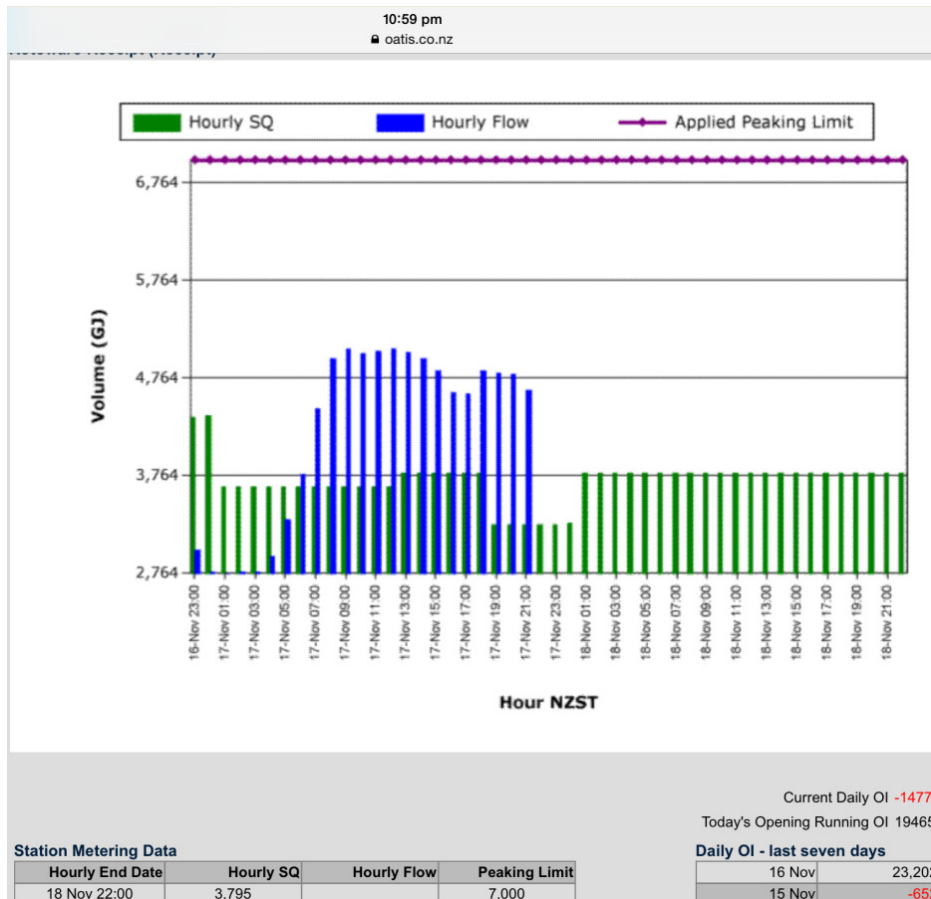 10:59 pm
oatis.co.nz
Hourly SQ Hourly Flow Applied Peaking Limit
6,764
5,764
4,764
3,764
2,764
Volume (GJ)
16-Nov 23:00
17-Nov 01:00
17-Nov 03:00
17-Nov 05:00
17-Nov 07:00
17-Nov 09:00
17-Nov 11:00
17-Nov 13:00
17-Nov 15:00
17-Nov 17:00
17-Nov 19:00
17-Nov 21:00
17-Nov 23:00
18-Nov 01:00
18-Nov 03:00
18-Nov 05:00
18-Nov 07:00
18-Nov 09:00
18-Nov 11:00
18-Nov 13:00
18-Nov 15:00
18-Nov 17:00
18-Nov 19:00
18-Nov 21:00
Hour NZST
Current Daily OI -1477
Today's Opening Running OI 19465
Station Metering Data
Hourly End Date Hourly SQ Hourly Flow Peaking Limit
18 Nov 22:00 3,795 7,000
Daily OI - last seven days
16 Nov 23,202
15 Nov -652